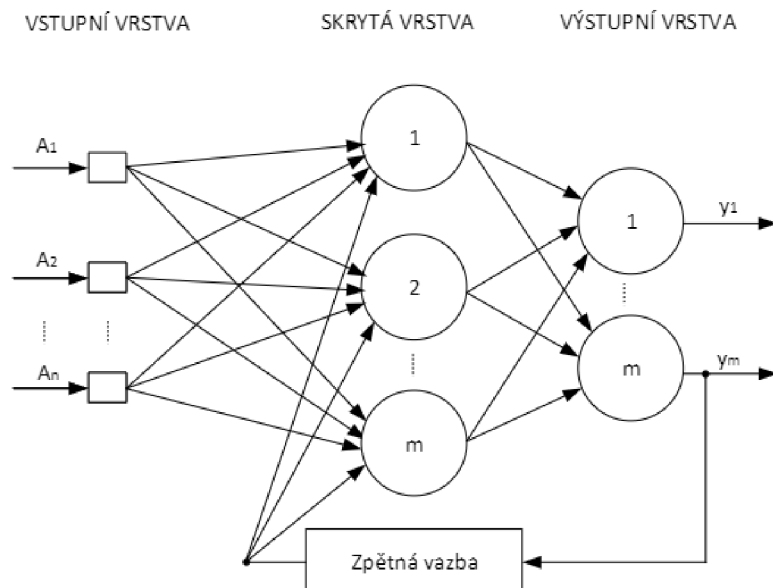 VSTUPNÍ VRSTVA
SKRYTÁ VRSTVA
VÝSTUPNÍ VRSTVA
A1
A2
An
1
2
m
1
m
y1
ym
Zpětná vazba